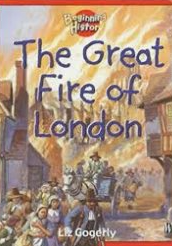 Beginning
History
The Great
Fire of
London
Liz Gogerly